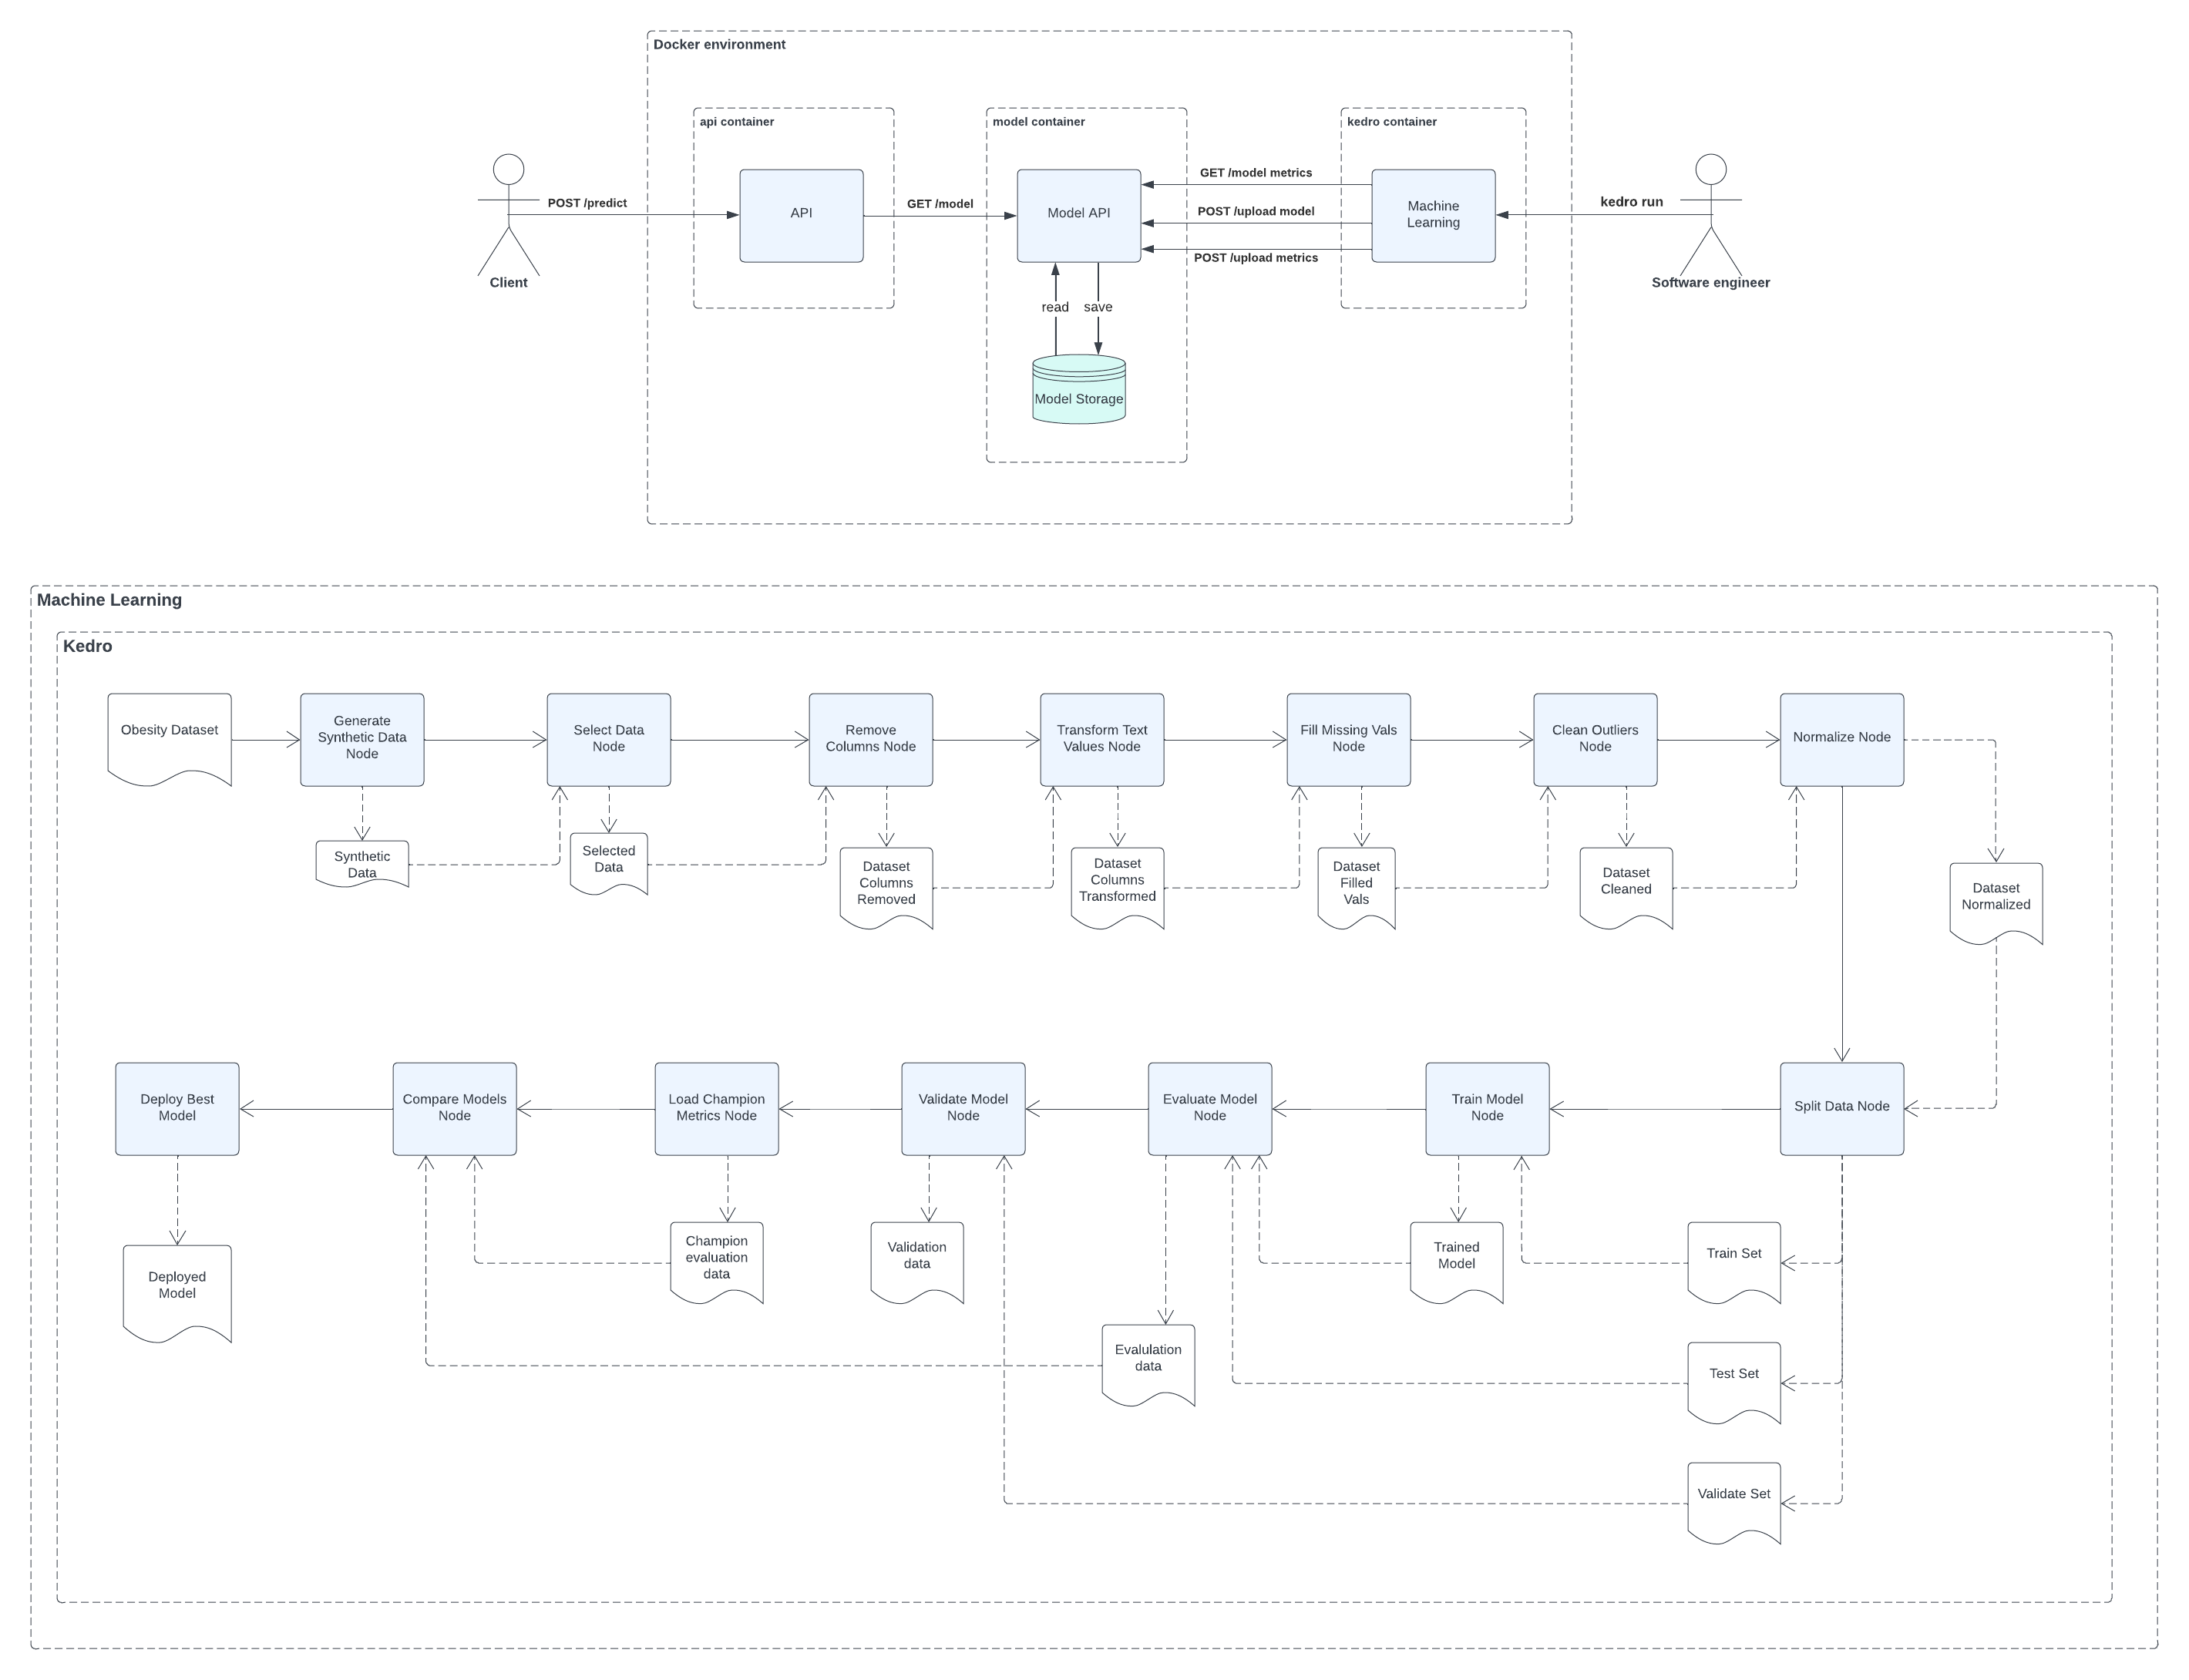 Docker environment
api container
model container
kedro container
POST /predict
API
GET /model
Model API
GET /model metrics
POST /upload model
POST /upload metrics
Machine
Learning
kedro run
Client
Software engineer
read
save
Model Storage
Machine Learning
Kedro
Obesity Dataset
Generate
Synthetic Data
Node
Select Data
Node
Remove
Columns Node
Transform Text
Values Node
Fill Missing Vals
Node
Clean Outliers
Node
Normalize Node
Synthetic
Data
Selected
Data
Dataset
Columns
Removed
Dataset
Columns
Transformed
Dataset
Filled
Vals
Dataset
Cleaned
Dataset
Normalized
Deploy Best
Model
Compare Models
Node
Load Champion
Metrics Node
Validate Model
Node
Evaluate Model
Node
Train Model
Node
Split Data Node
Deployed
Model
Champion
evaluation
data
Validation
data
Evalulation
data
Trained
Model
Train Set
Test Set
Validate Set